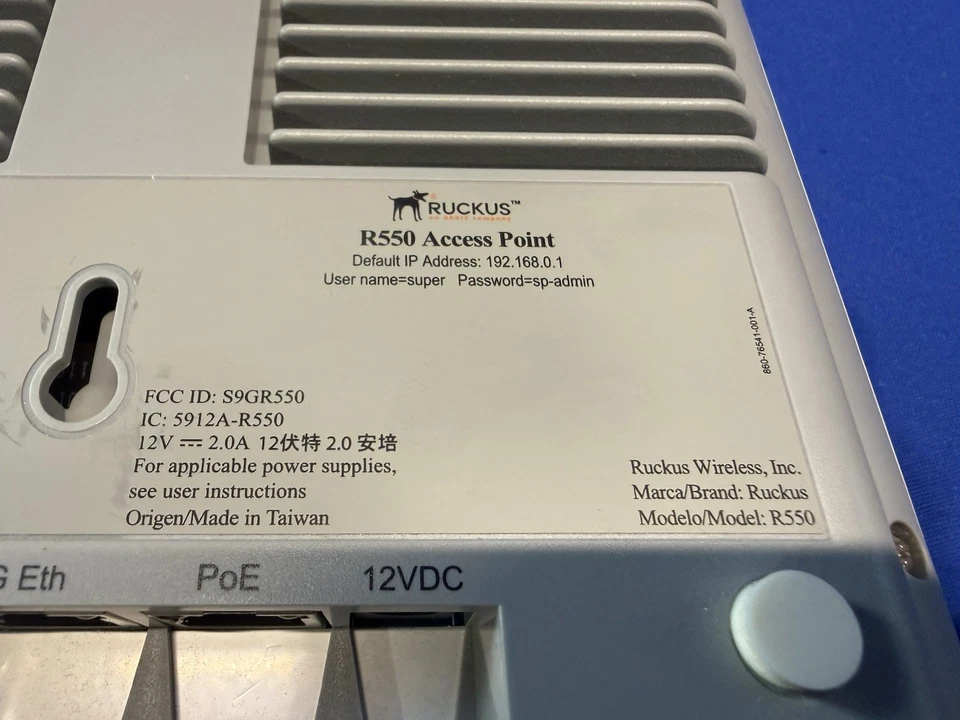 RUCKUS™
R550 Access Point
Default IP Address: 192.168.0.1
User name=super Password=sp-admin
860-76541-001-A
FCC ID: S9GR550
IC: 5912A-R550
12V ⎓ 2.0A 12伏特 2.0 安培
For applicable power supplies,
see user instructions
Origen/Made in Taiwan
Ruckus Wireless, Inc.
Marca/Brand: Ruckus
Modelo/Model: R550
Eth PoE 12VDC